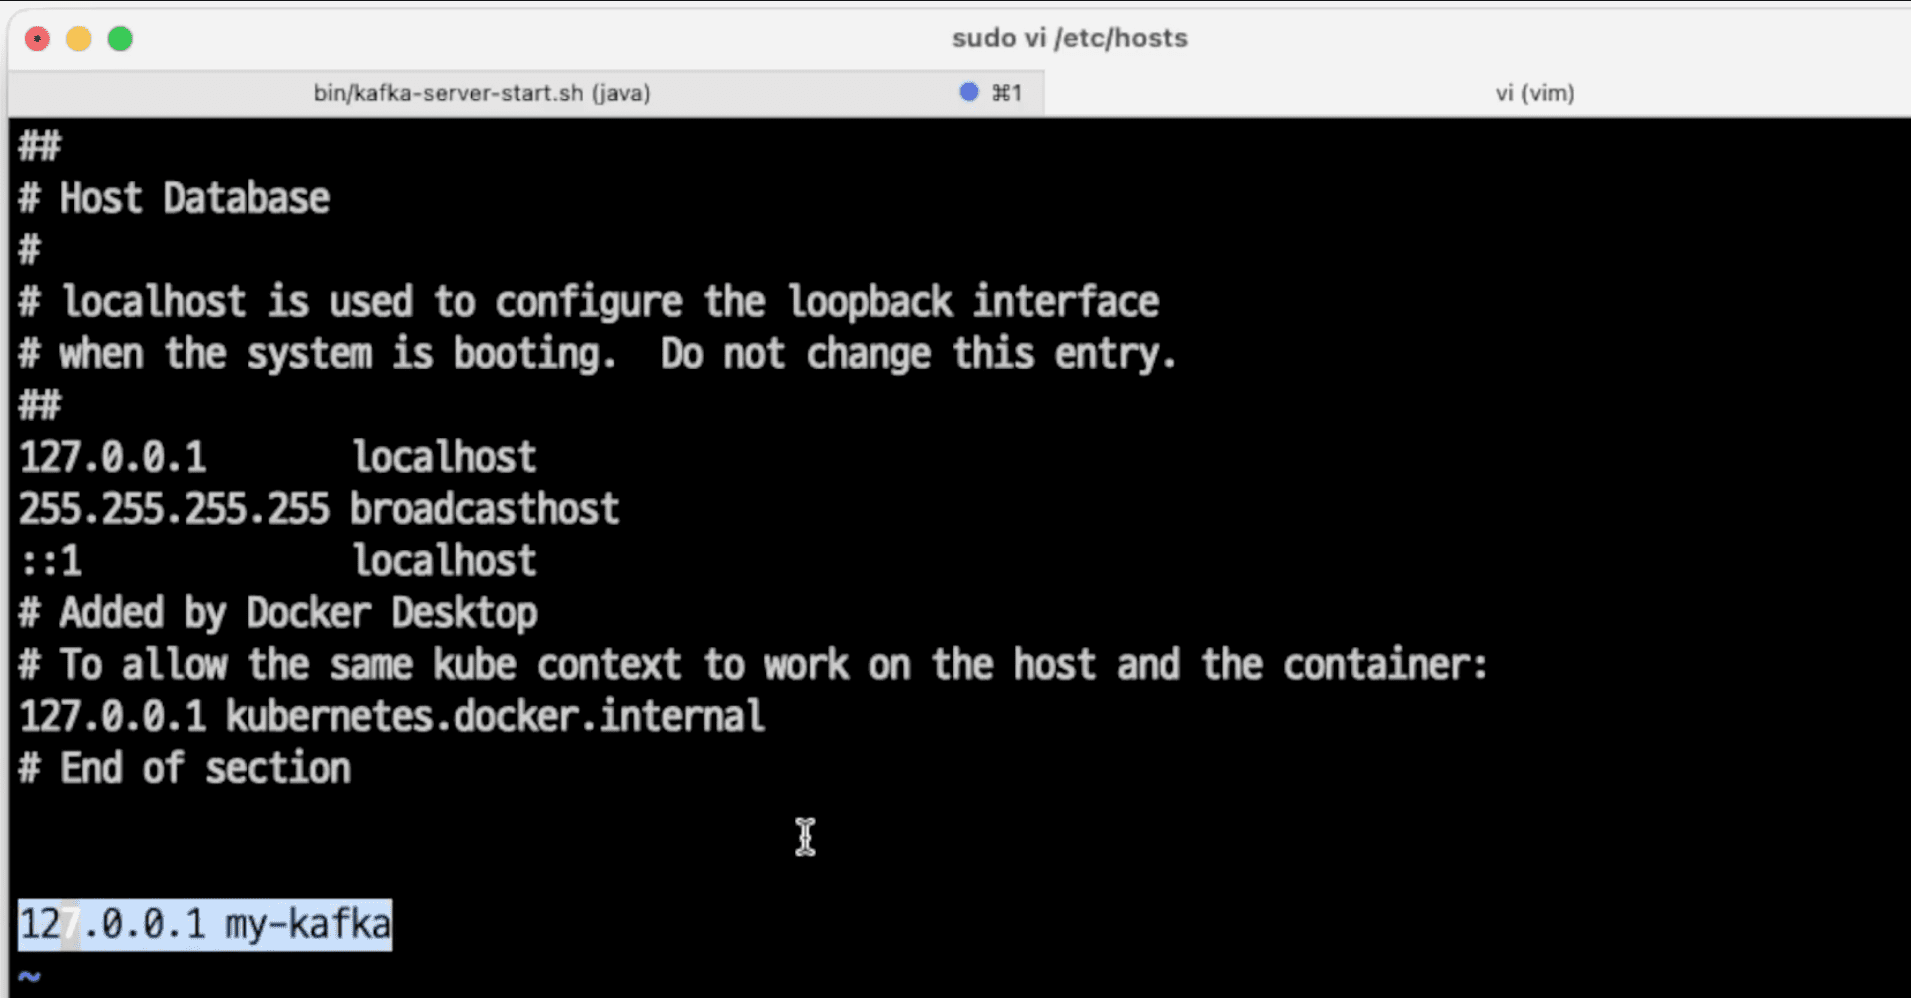 sudo vi /etc/hosts
bin/kafka-server-start.sh (java) ⌘1 vi (vim)
##
# Host Database
#
# localhost is used to configure the loopback interface
# when the system is booting.  Do not change this entry.
##
127.0.0.1       localhost
255.255.255.255 broadcasthost
::1             localhost
# Added by Docker Desktop
# To allow the same kube context to work on the host and the container:
127.0.0.1 kubernetes.docker.internal
# End of section
127.0.0.1 my-kafka
~